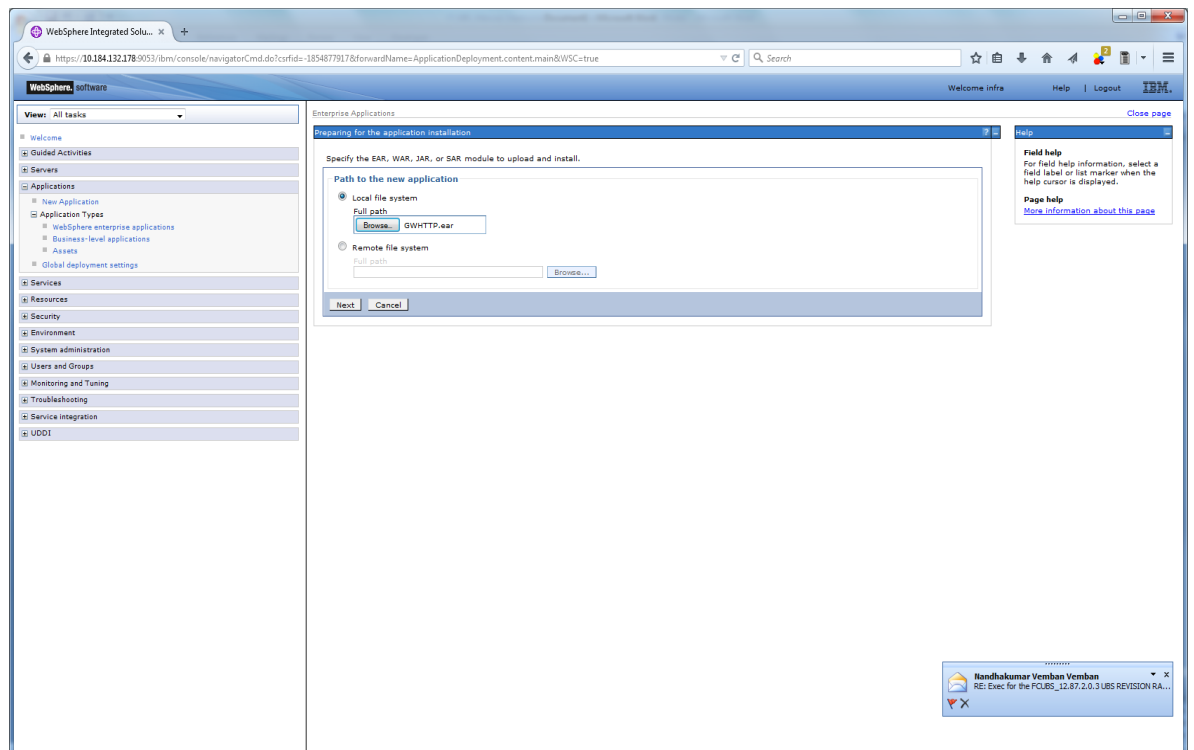 WebSphere Integrated Solu... × +
https://10.184.132.178:9053/ibm/console/navigatorCmd.do?csrfid=-1854877917&forwardName=ApplicationDeployment.content.main&WSC=true
Search
2
WebSphere. software
Welcome infra
Help | Logout
IBM.
View: All tasks
Welcome
Guided Activities
Servers
Applications
New Application
Application Types
WebSphere enterprise applications
Business-level applications
Assets
Global deployment settings
Services
Resources
Security
Environment
System administration
Users and Groups
Monitoring and Tuning
Troubleshooting
Service integration
UDDI
Enterprise Applications
Close page
Preparing for the application installation
?
Specify the EAR, WAR, JAR, or SAR module to upload and install.
Path to the new application
Local file system
Full path
Browse.. GWHTTP.ear
Remote file system
Full path
Browse...
Next Cancel
Help
Field help
For field help information, select a
field label or list marker when the
help cursor is displayed.
Page help
More information about this page
Nandhakumar Vemban Vemban
RE: Exec for the FCUBS_12.87.2.0.3 UBS REVISION RA...